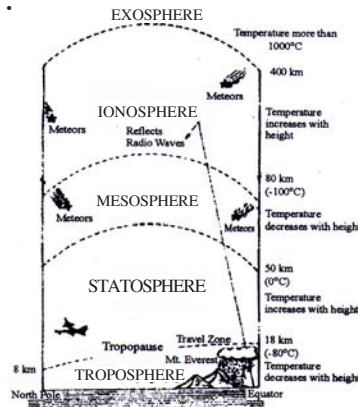 EXOSPHERE
Temperature more than
1000°C
400 km
IONOSPHERE
Meteors
Reflects
Radio Waves
Meteors
Temperature
increases with
height
80 km
(-100°C)
MESOSPHERE
Meteors
Meteors
Temperature
decreases with height
50 km
(0°C)
STATOSPHERE
Temperature
increases with height
Travel Zone
18 km
(-80°C)
Tropopause
Mt. Everest
8 km
TROPOSPHERE
Temperature
decreases with height
North Pole
Equator